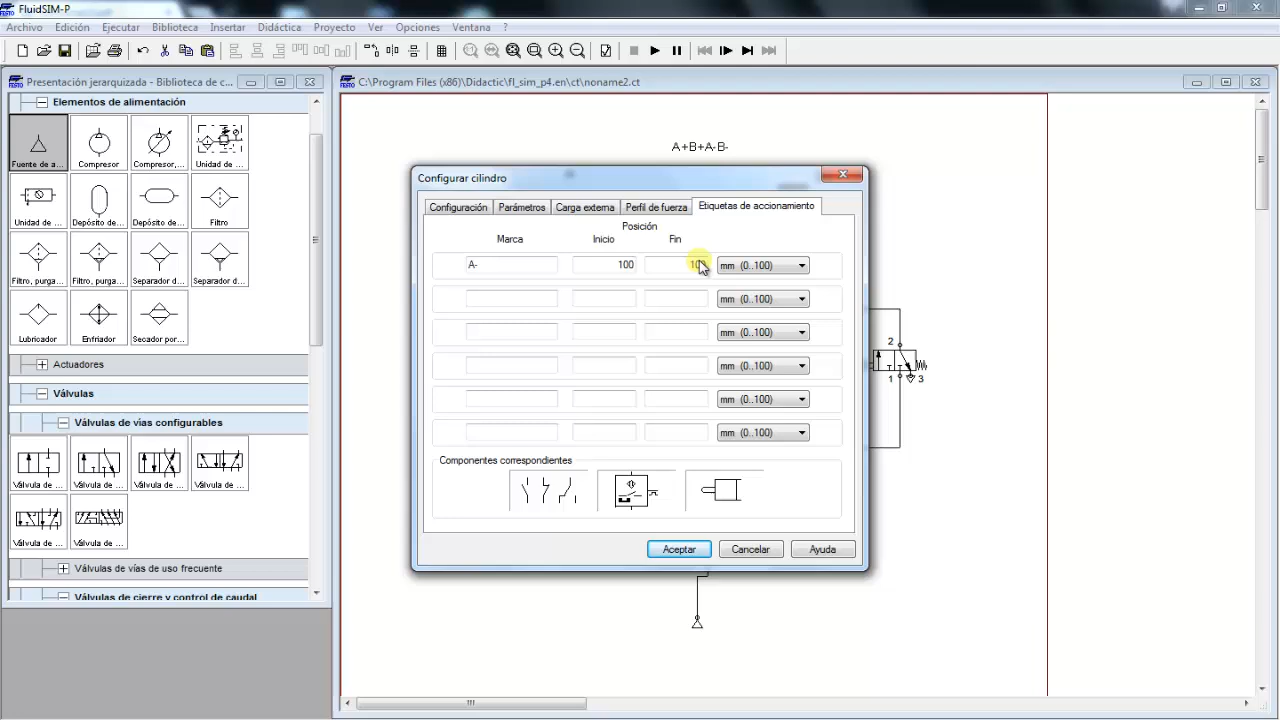 FluidSIM-P
Archivo Edición Ejecutar Biblioteca Insertar Didáctica Proyecto Ver Opciones Ventana ?
Presentación jerarquizada - Biblioteca de c...
Elementos de alimentación
Fuente de a... Compresor Compresor,... Unidad de
Unidad de Depósito de Depósito de Filtro
Filtro, purga Filtro, purga Separador d Separador d
Lubricador Enfriador Secador por
Actuadores
Válvulas
Válvulas de vias configurables
Válvula de Válvula de Válvula de Válvula de
Válvula de Válvula de
Válvulas de vías de uso frecuente
Válvulas de cierre y control de caudal
C:\Program Files (x86)\Didactic\fl_sim_p4.en\ct\noname2.ct
A+B+A-B-
Configurar cilindro
Configuración Parámetros Carga externa Perfil de fuerza Etiquetas de accionamiento
Posición
Marca Inicio Fin
A- 100 100 mm (0..100)
mm (0..100)
mm (0..100)
mm (0..100)
mm (0..100)
mm (0..100)
Componentes correspondientes
Aceptar Cancelar Ayuda
2
1 3